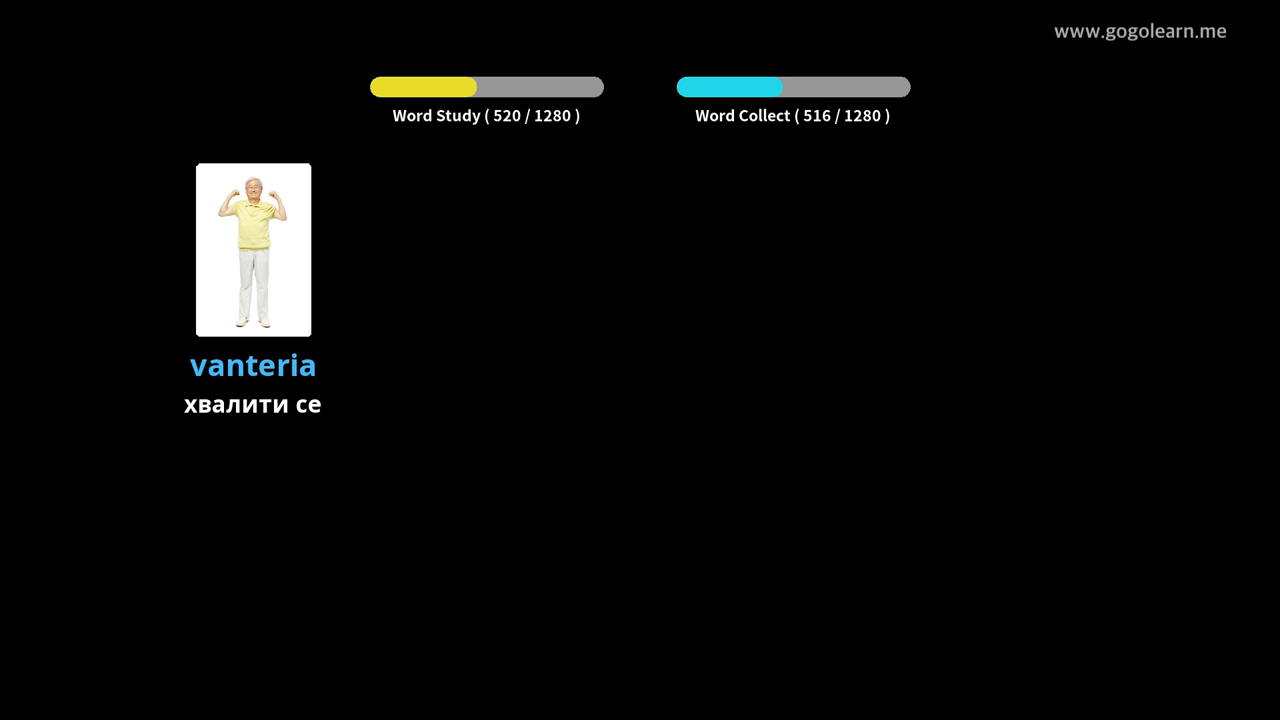 www.gogolearn.me
Word Study ( 520 / 1280 )
Word Collect ( 516 / 1280 )
vanteria
хвалити се